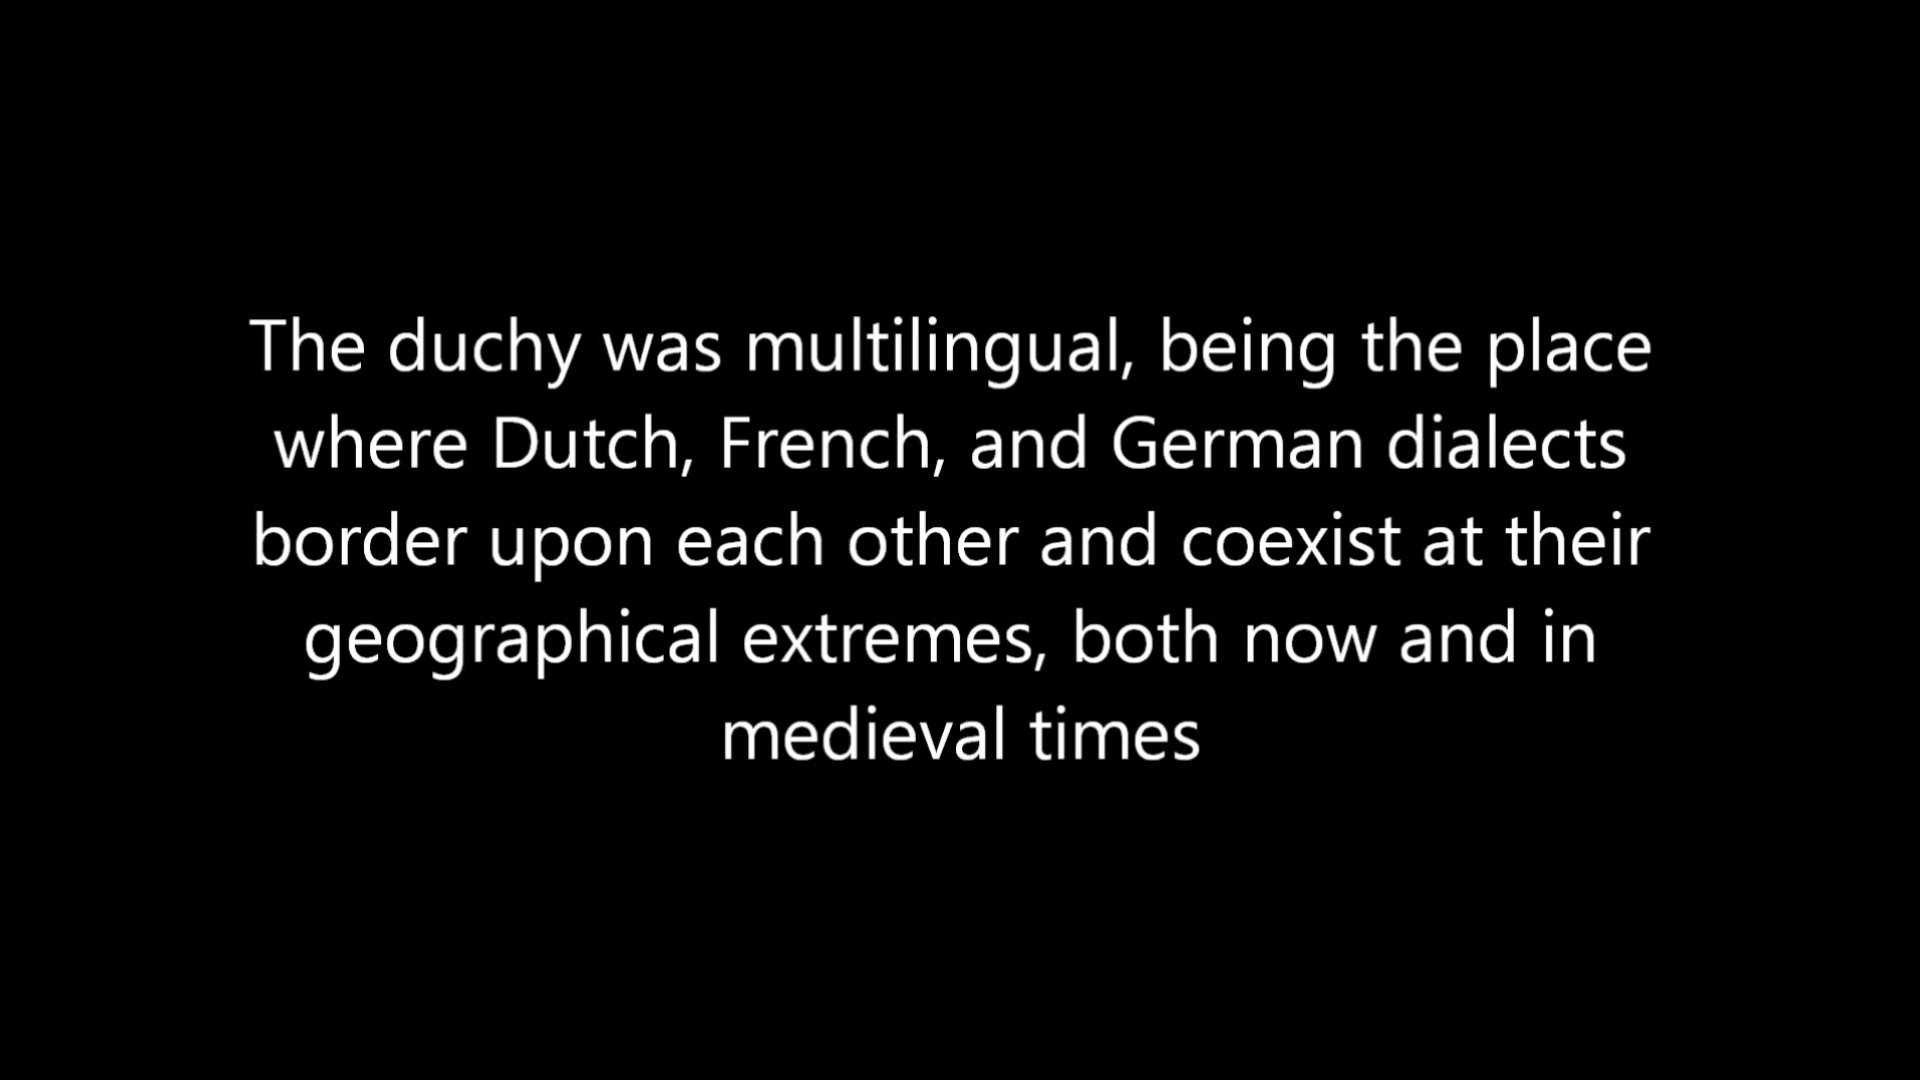 The duchy was multilingual, being the place
where Dutch, French, and German dialects
border upon each other and coexist at their
geographical extremes, both now and in
medieval times